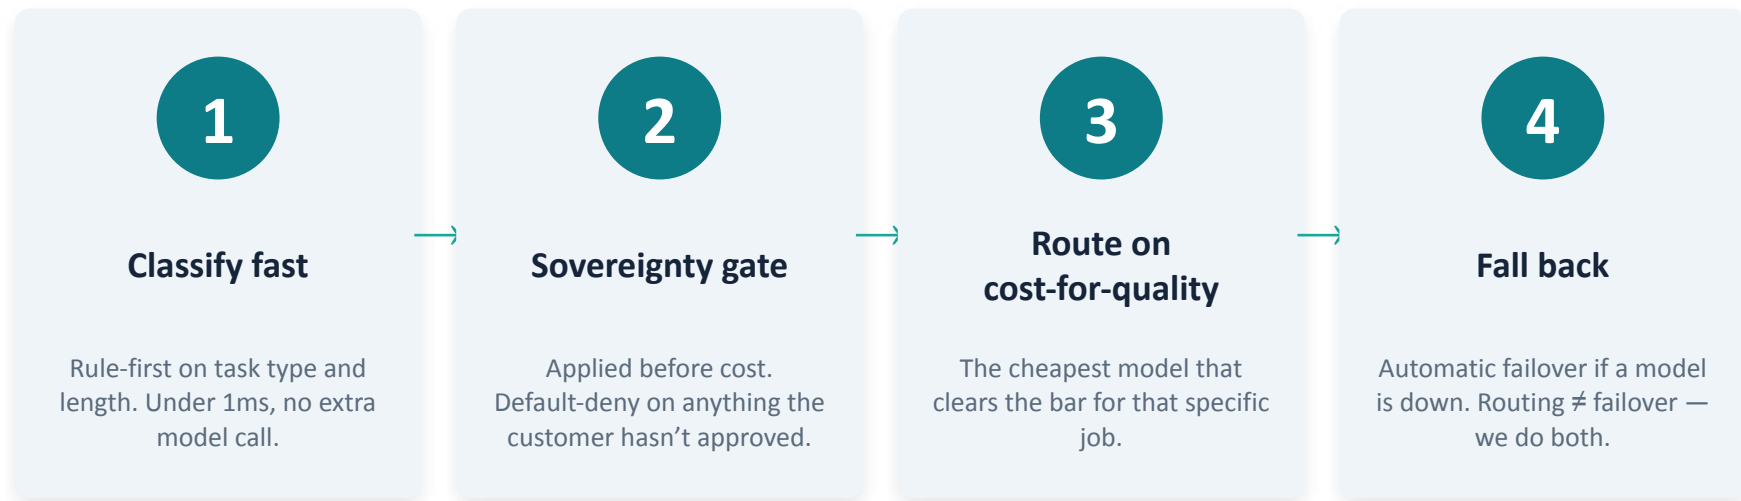 1
Classify fast
Rule-first on task type and
length. Under 1ms, no extra
model call.
2
Sovereignty gate
Applied before cost.
Default-deny on anything the
customer hasn’t approved.
3
Route on
cost-for-quality
The cheapest model that
clears the bar for that specific
job.
4
Fall back
Automatic failover if a model
is down. Routing ≠ failover —
we do both.